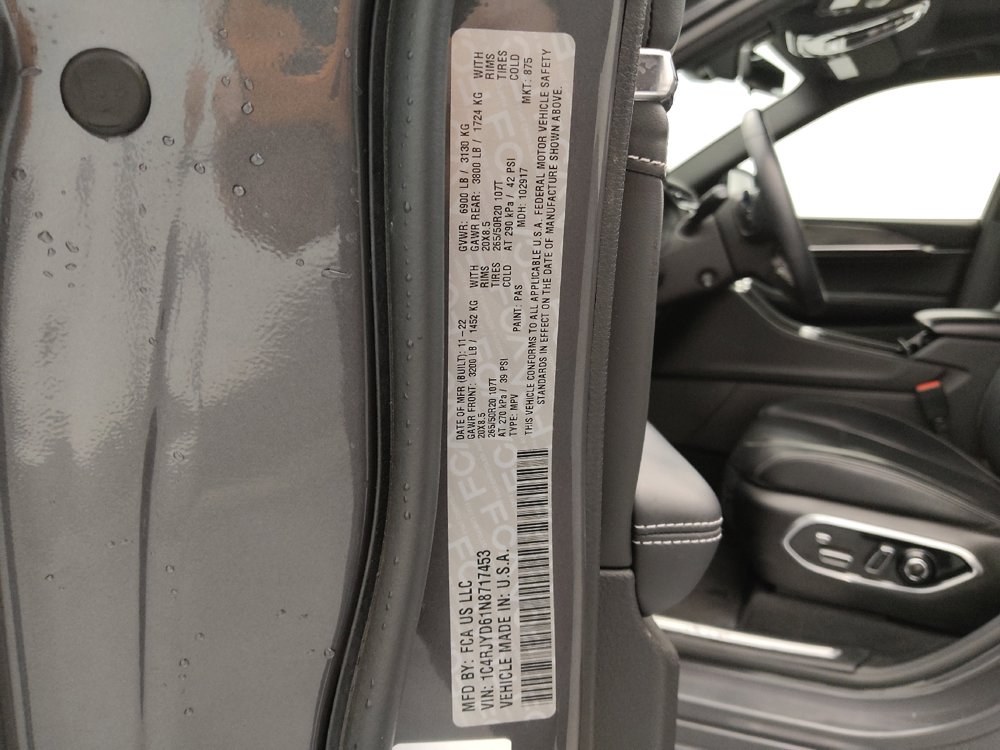 MFD BY: FCA US LLC
VIN: 1C4RJYD61N8717453
VEHICLE MADE IN: U.S.A.
DATE OF MFR (BUILT): 11-22
GAWR FRONT: 3200 LB / 1452 KG WITH
20X8.5 RIMS
265/50R20 107T TIRES
AT 270 kPa / 39 PSI COLD
TYPE: MPV PAINT: PAS
GVWR: 6900 LB / 3130 KG
GAWR REAR: 3800 LB / 1724 KG WITH
20X8.5 RIMS
265/50R20 107T TIRES
AT 290 kPa / 42 PSI COLD
MDH: 102917 MKT: 875
THIS VEHICLE CONFORMS TO ALL APPLICABLE U.S.A. FEDERAL MOTOR VEHICLE SAFETY
STANDARDS IN EFFECT ON THE DATE OF MANUFACTURE SHOWN ABOVE.